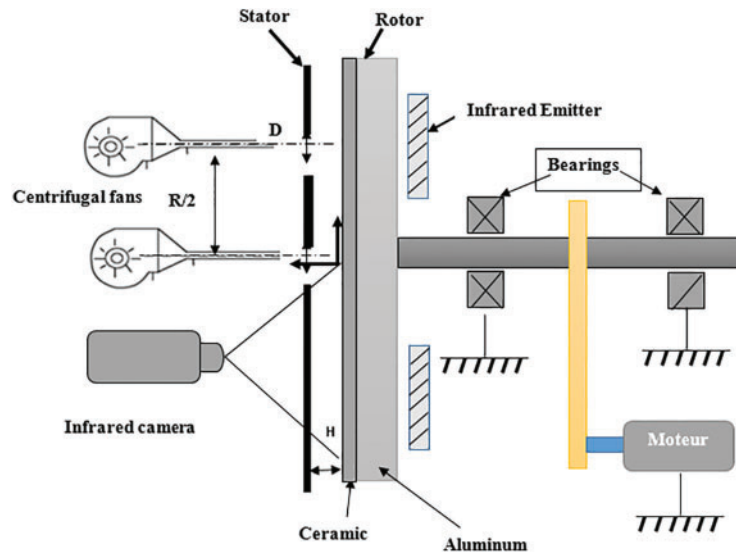 Stator
Rotor
D
Infrared Emitter
Bearings
Centrifugal fans
R/2
Infrared camera
H
Moteur
Ceramic
Aluminum